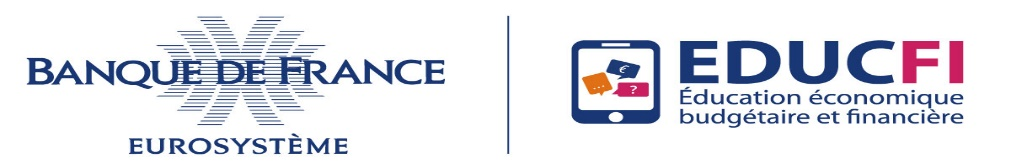 BANQUE DE FRANCE
EUROSYSTÈME
EDUCFI
Éducation économique
budgétaire et financière
€
...
?